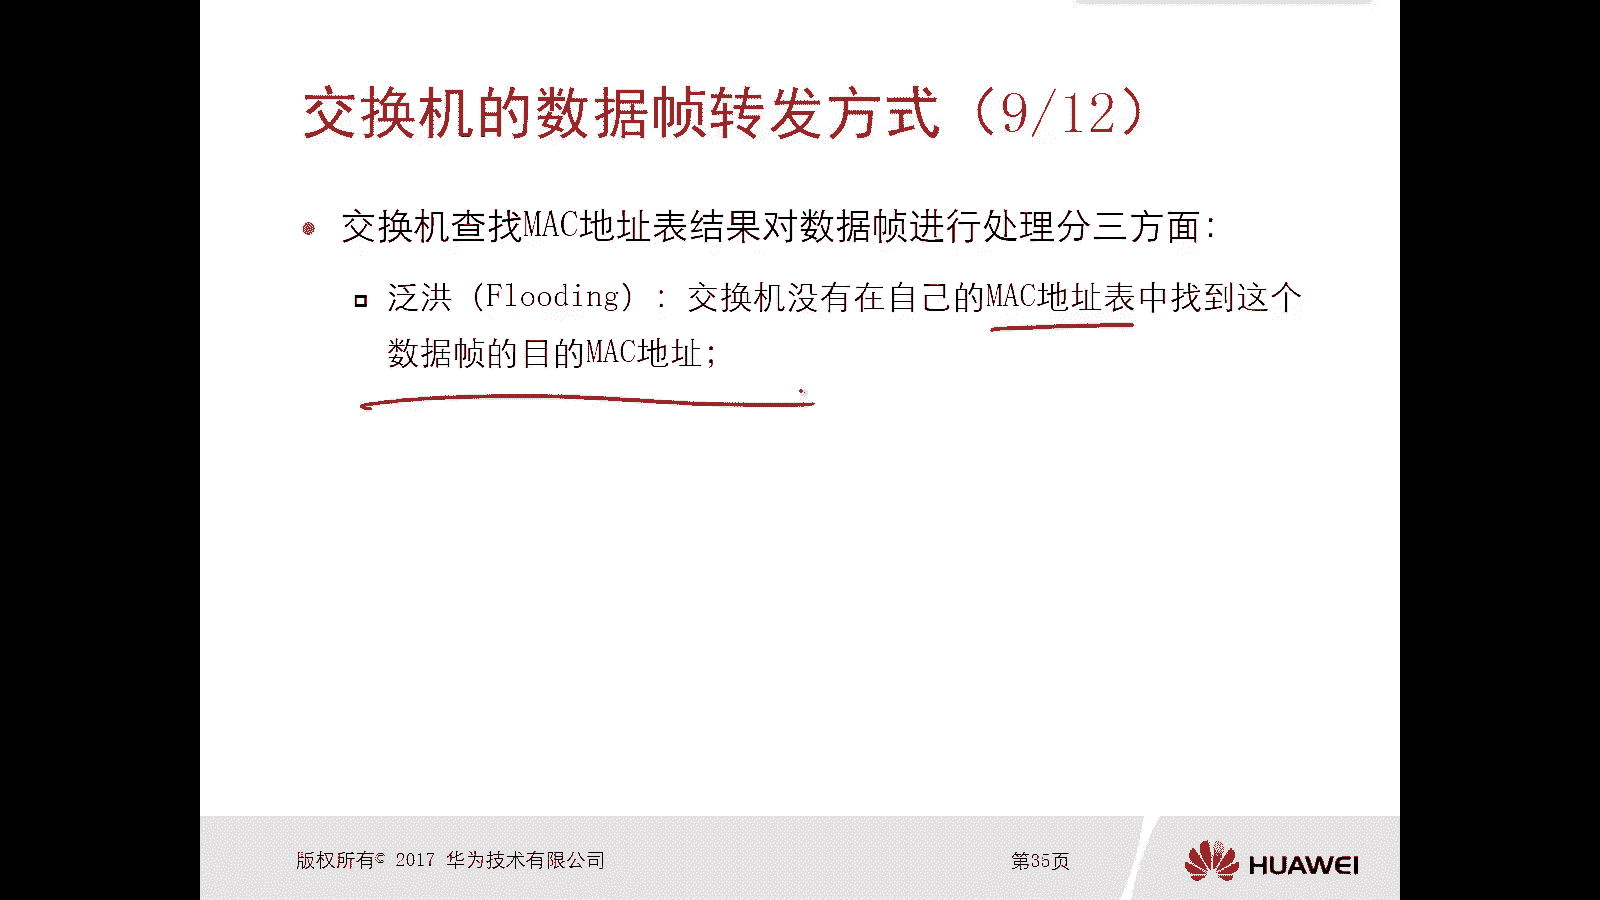 交换机的数据帧转发方式（9/12）
交换机查找MAC地址表结果对数据帧进行处理分三方面：
泛洪（Flooding）：交换机没有在自己的MAC地址表中找到这个
数据帧的目的MAC地址；
版权所有© 2017 华为技术有限公司
第35页
HUAWEI